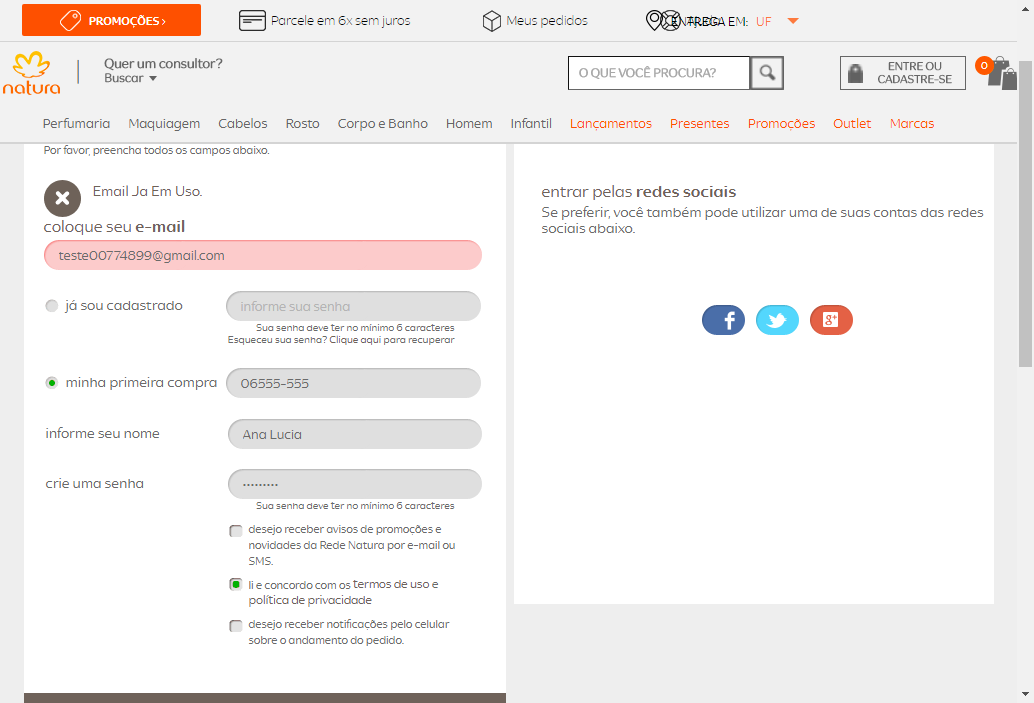 PROMOÇÕES ›
Parcele em 6x sem juros
Meus pedidos
ENTREGA EM: UF
natura
Quer um consultor?
Buscar
O QUE VOCÊ PROCURA?
ENTRE OU
CADASTRE-SE
0
Perfumaria Maquiagem Cabelos Rosto Corpo e Banho Homem Infantil Lançamentos Presentes Promoções Outlet Marcas
Por favor, preencha todos os campos abaixo.
Email Ja Em Uso.
coloque seu e-mail
teste00774899@gmail.com
já sou cadastrado
informe sua senha
Sua senha deve ter no mínimo 6 caracteres
Esqueceu sua senha? Clique aqui para recuperar
minha primeira compra
06555-555
informe seu nome
Ana Lucia
crie uma senha
•••••••••
Sua senha deve ter no mínimo 6 caracteres
desejo receber avisos de promoções e
novidades da Rede Natura por e-mail ou
SMS.
li e concordo com os termos de uso e
política de privacidade
desejo receber notificações pelo celular
sobre o andamento do pedido.
entrar pelas redes sociais
Se preferir, você também pode utilizar uma de suas contas das redes
sociais abaixo.
f
g+